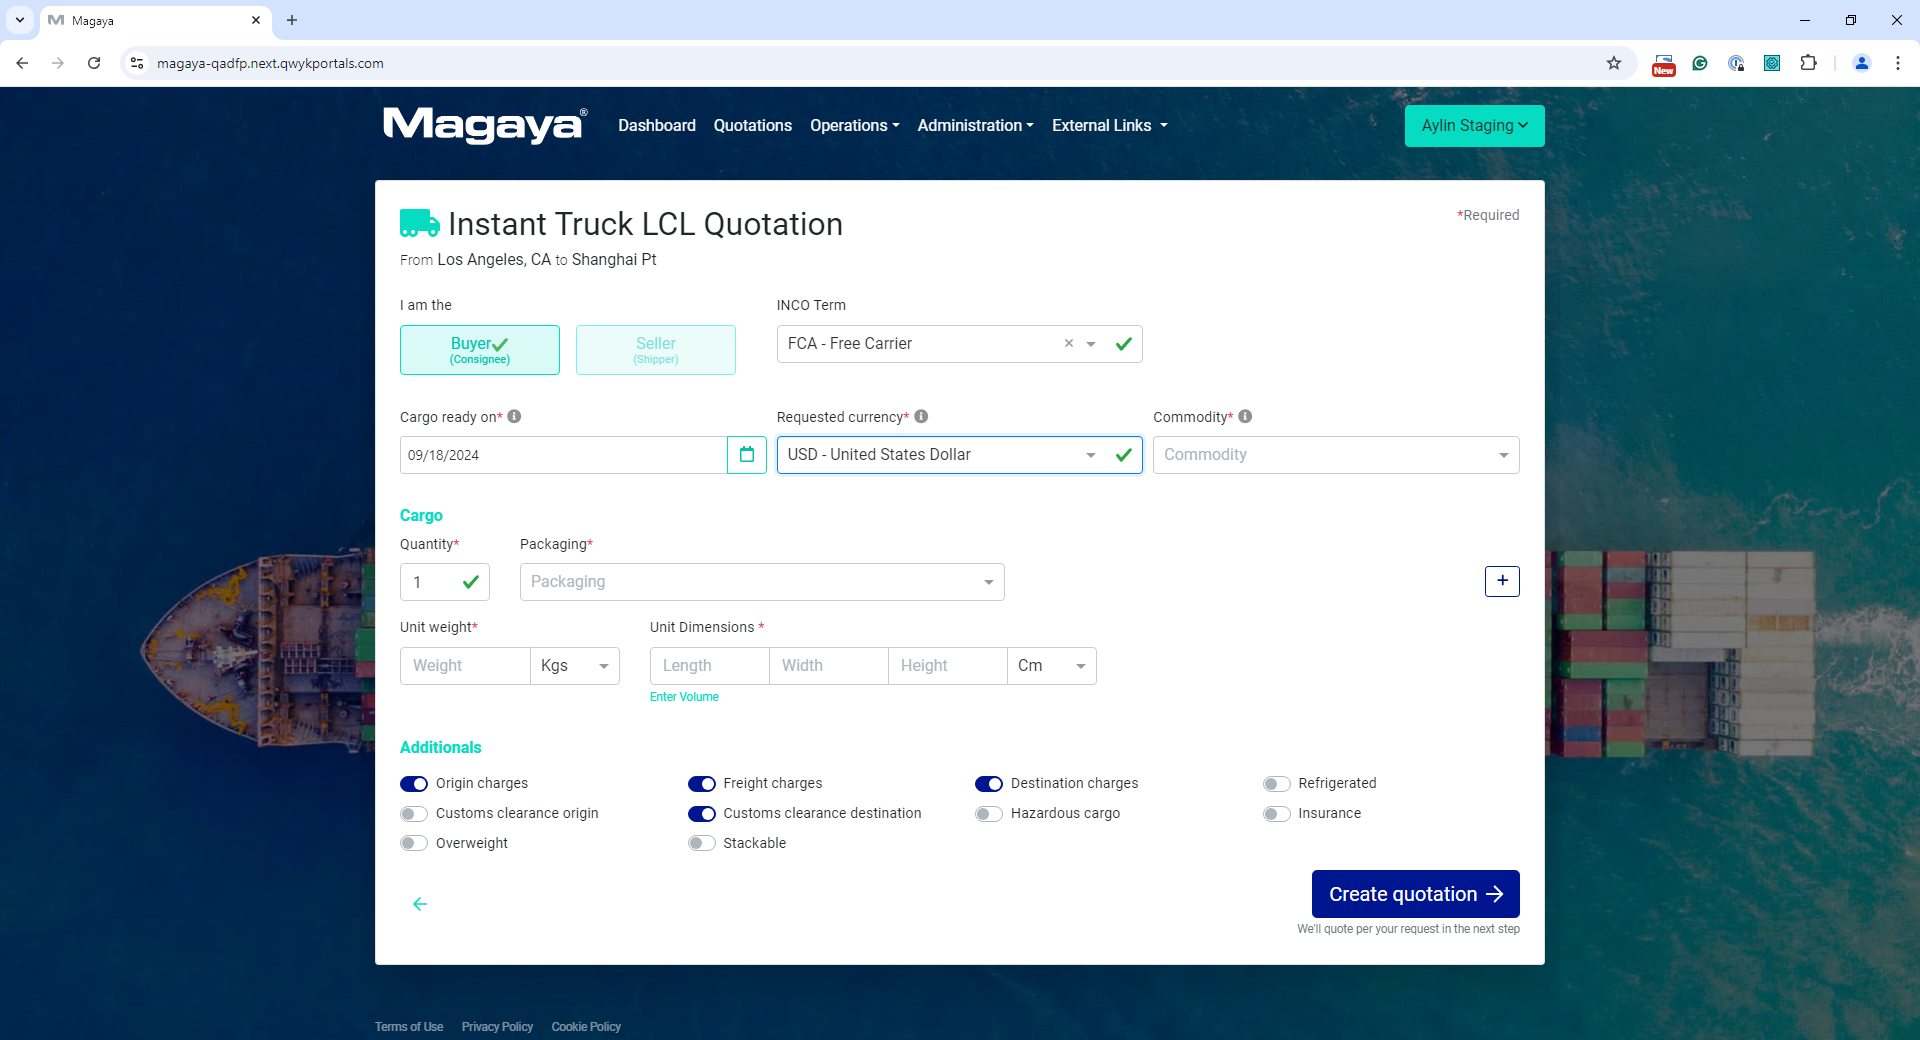 Magaya
magaya-qadfp.next.qwykportals.com
New
Magaya®
Dashboard
Quotations
Operations
Administration
External Links
Aylin Staging
Instant Truck LCL Quotation
*Required
From Los Angeles, CA to Shanghai Pt
I am the
INCO Term
Buyer
(Consignee)
Seller
(Shipper)
FCA - Free Carrier
Cargo ready on*
Requested currency*
Commodity*
09/18/2024
USD - United States Dollar
Commodity
Cargo
Quantity*
Packaging*
1
Packaging
+
Unit weight*
Unit Dimensions *
Weight
Kgs
Length
Width
Height
Cm
Enter Volume
Additionals
Origin charges
Freight charges
Destination charges
Refrigerated
Customs clearance origin
Customs clearance destination
Hazardous cargo
Insurance
Overweight
Stackable
Create quotation
We'll quote per your request in the next step
Terms of Use
Privacy Policy
Cookie Policy